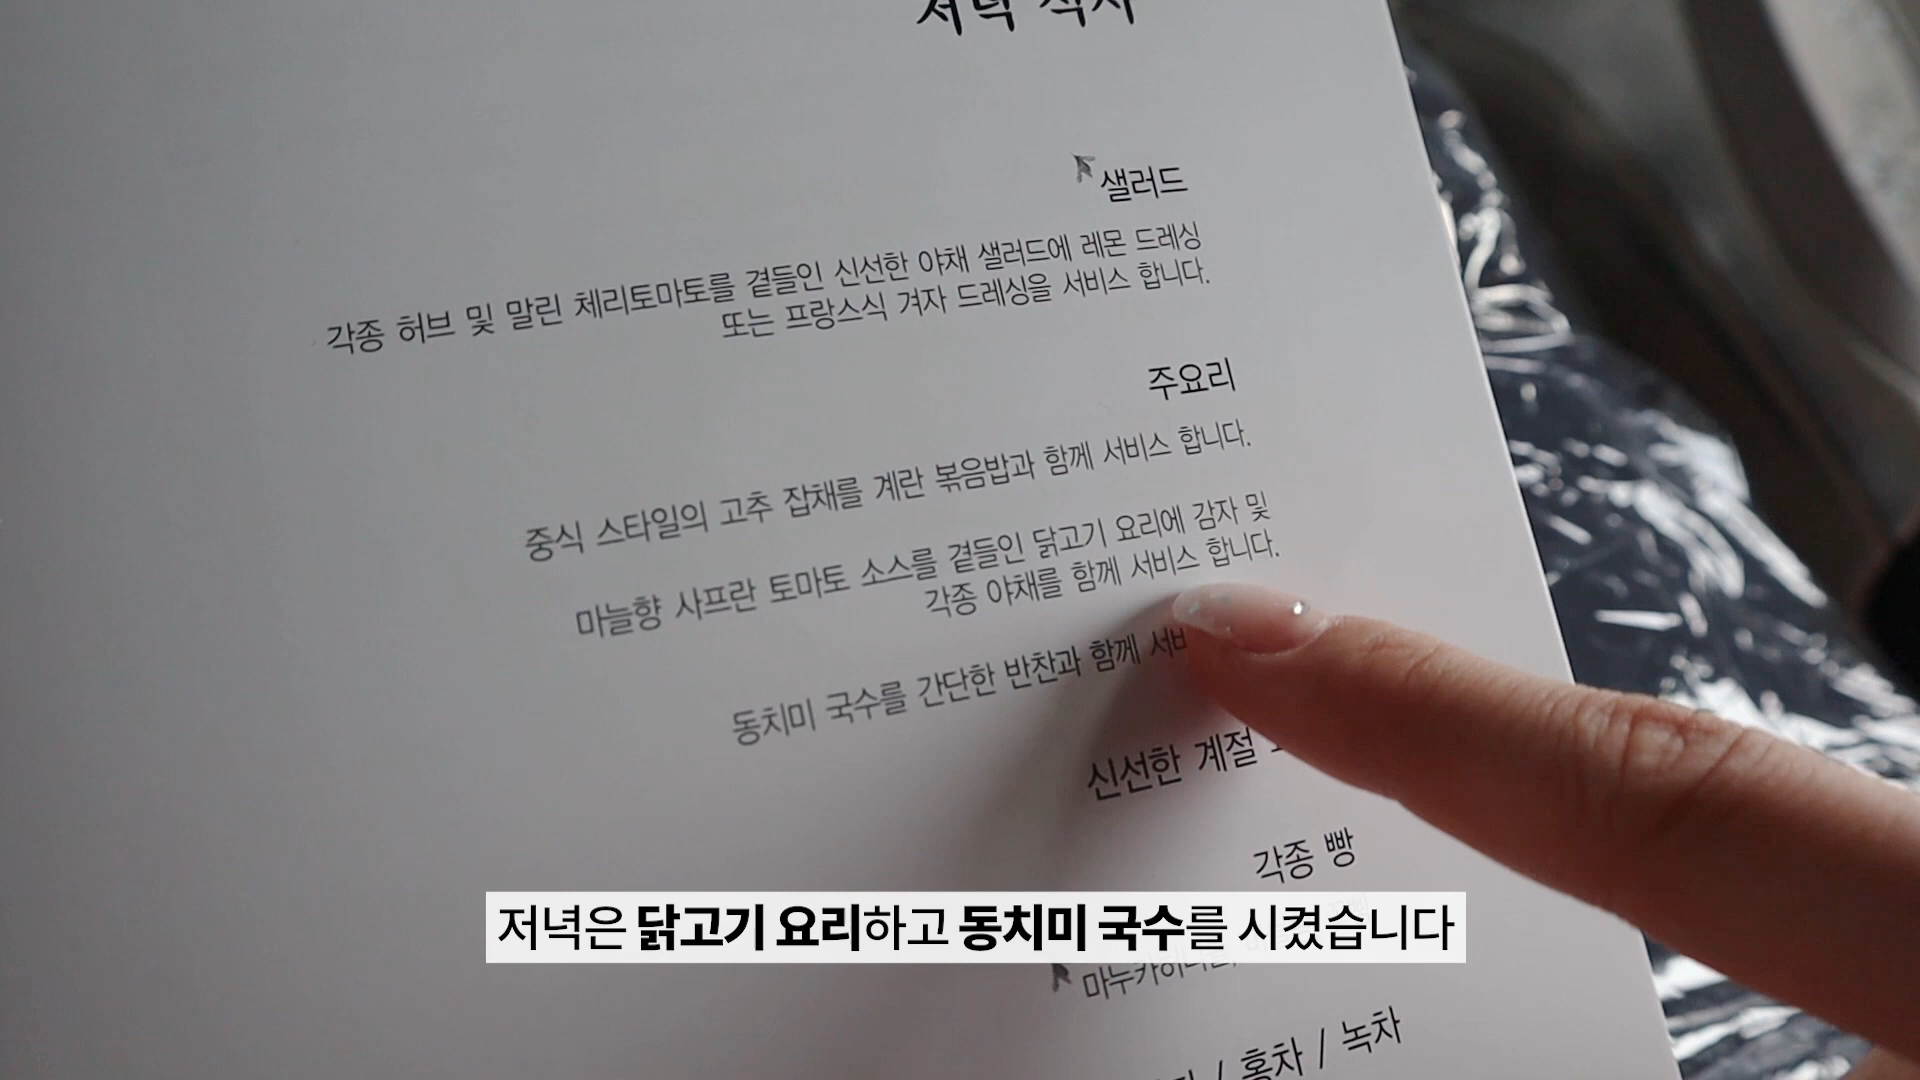 저녁 식사
샐러드
각종 허브 및 말린 체리토마토를 곁들인 신선한 야채 샐러드에 레몬 드레싱
또는 프랑스식 겨자 드레싱을 서비스 합니다.
주요리
중식 스타일의 고추 잡채를 계란 볶음밥과 함께 서비스 합니다.
마늘향 사프란 토마토 소스를 곁들인 닭고기 요리에 감자 및
각종 야채를 함께 서비스 합니다.
동치미 국수를 간단한 반찬과 함께
신선한 계절
각종 빵
저녁은 닭고기 요리하고 동치미 국수를 시켰습니다
/ 홍차 / 녹차